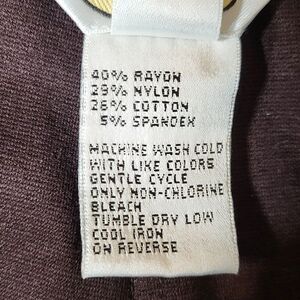 40% RAYON
29% NYLON
26% COTTON
5% SPANDEX
MACHINE WASH COLD
WITH LIKE COLORS
GENTLE CYCLE
ONLY NON-CHLORINE
BLEACH
TUMBLE DRY LOW
COOL IRON
ON REVERSE